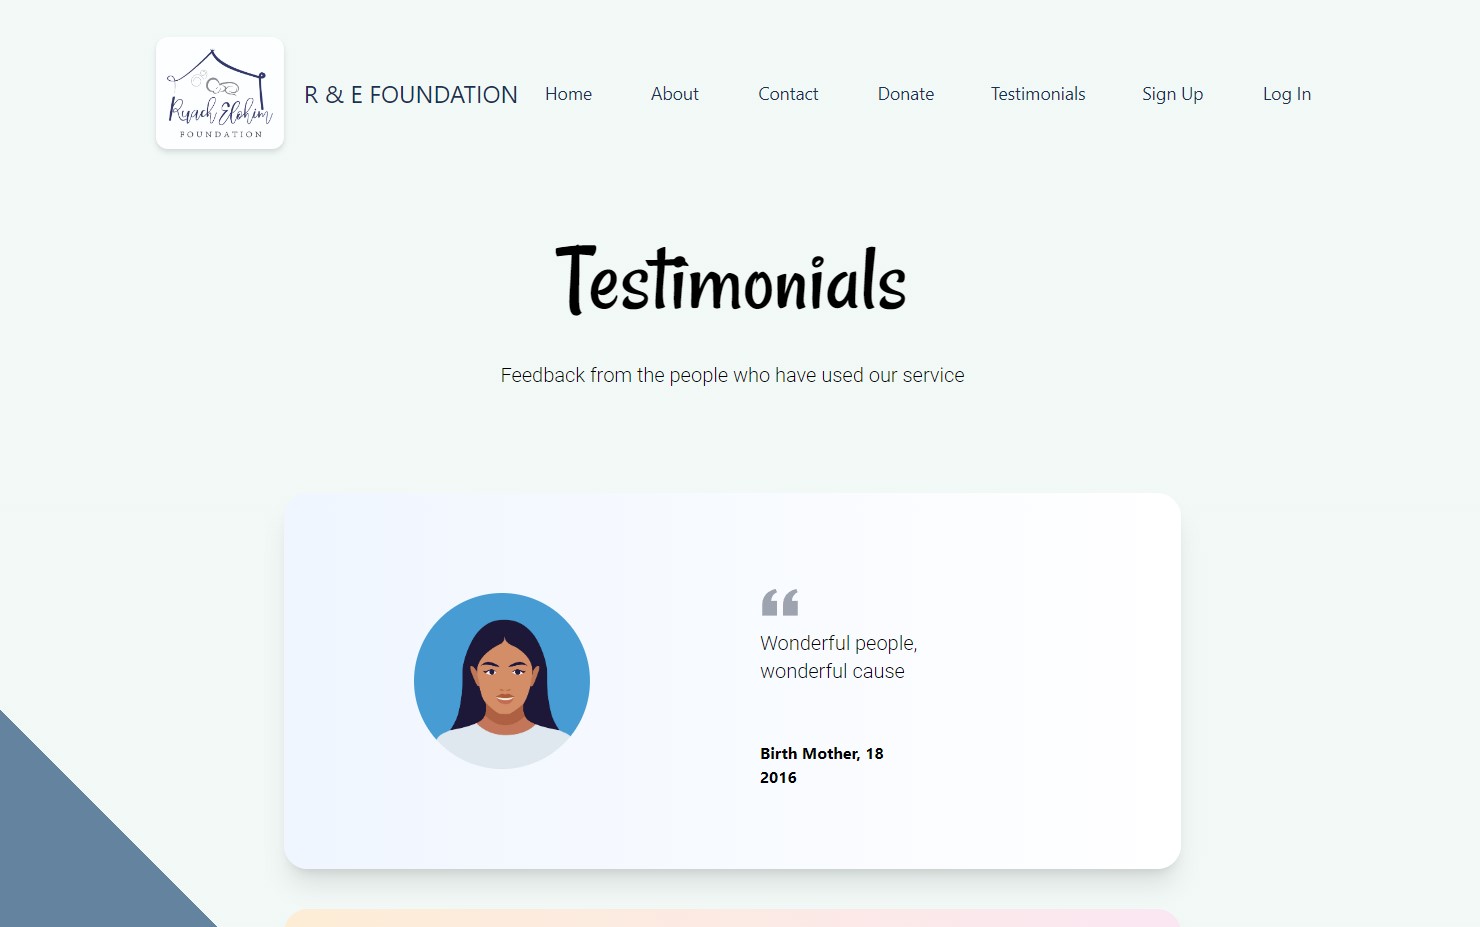 Ruach Elohim
FOUNDATION
R & E FOUNDATION
Home
About
Contact
Donate
Testimonials
Sign Up
Log In
Testimonials
Feedback from the people who have used our service
“
Wonderful people,
wonderful cause
Birth Mother, 18
2016